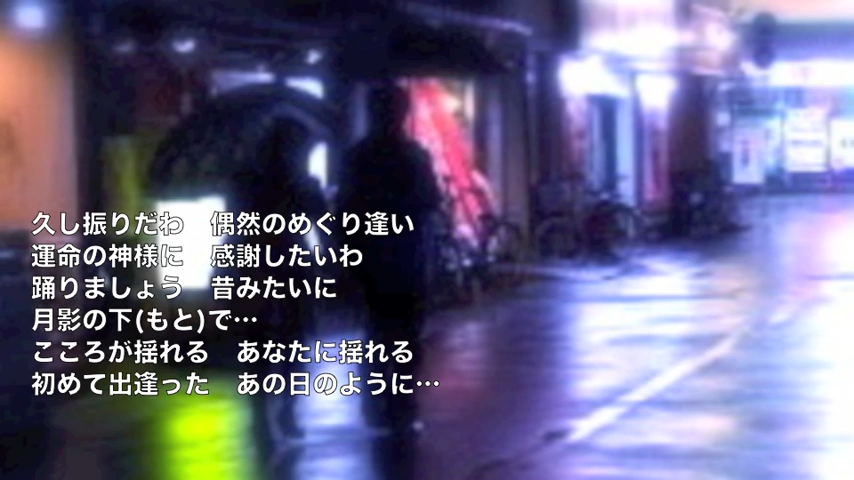 久し振りだわ　偶然のめぐり逢い
運命の神様に　感謝したいわ
踊りましょう　昔みたいに
月影の下(もと)で…
こころが揺れる　あなたに揺れる
初めて出逢った　あの日のように…